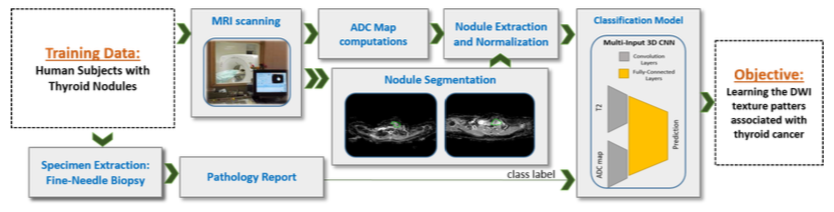 Training Data:
Human Subjects with
Thyroid Nodules
MRI scanning
ADC Map
computations
Nodule Extraction
and Normalization
Nodule Segmentation
Classification Model
Multi-Input 3D CNN
Convolution
Layers
Fully-Connected
Layers
T2
ADC map
Prediction
Objective:
Learning the DWI
texture patters
associated with
thyroid cancer
Specimen Extraction:
Fine-Needle Biopsy
Pathology Report
class label